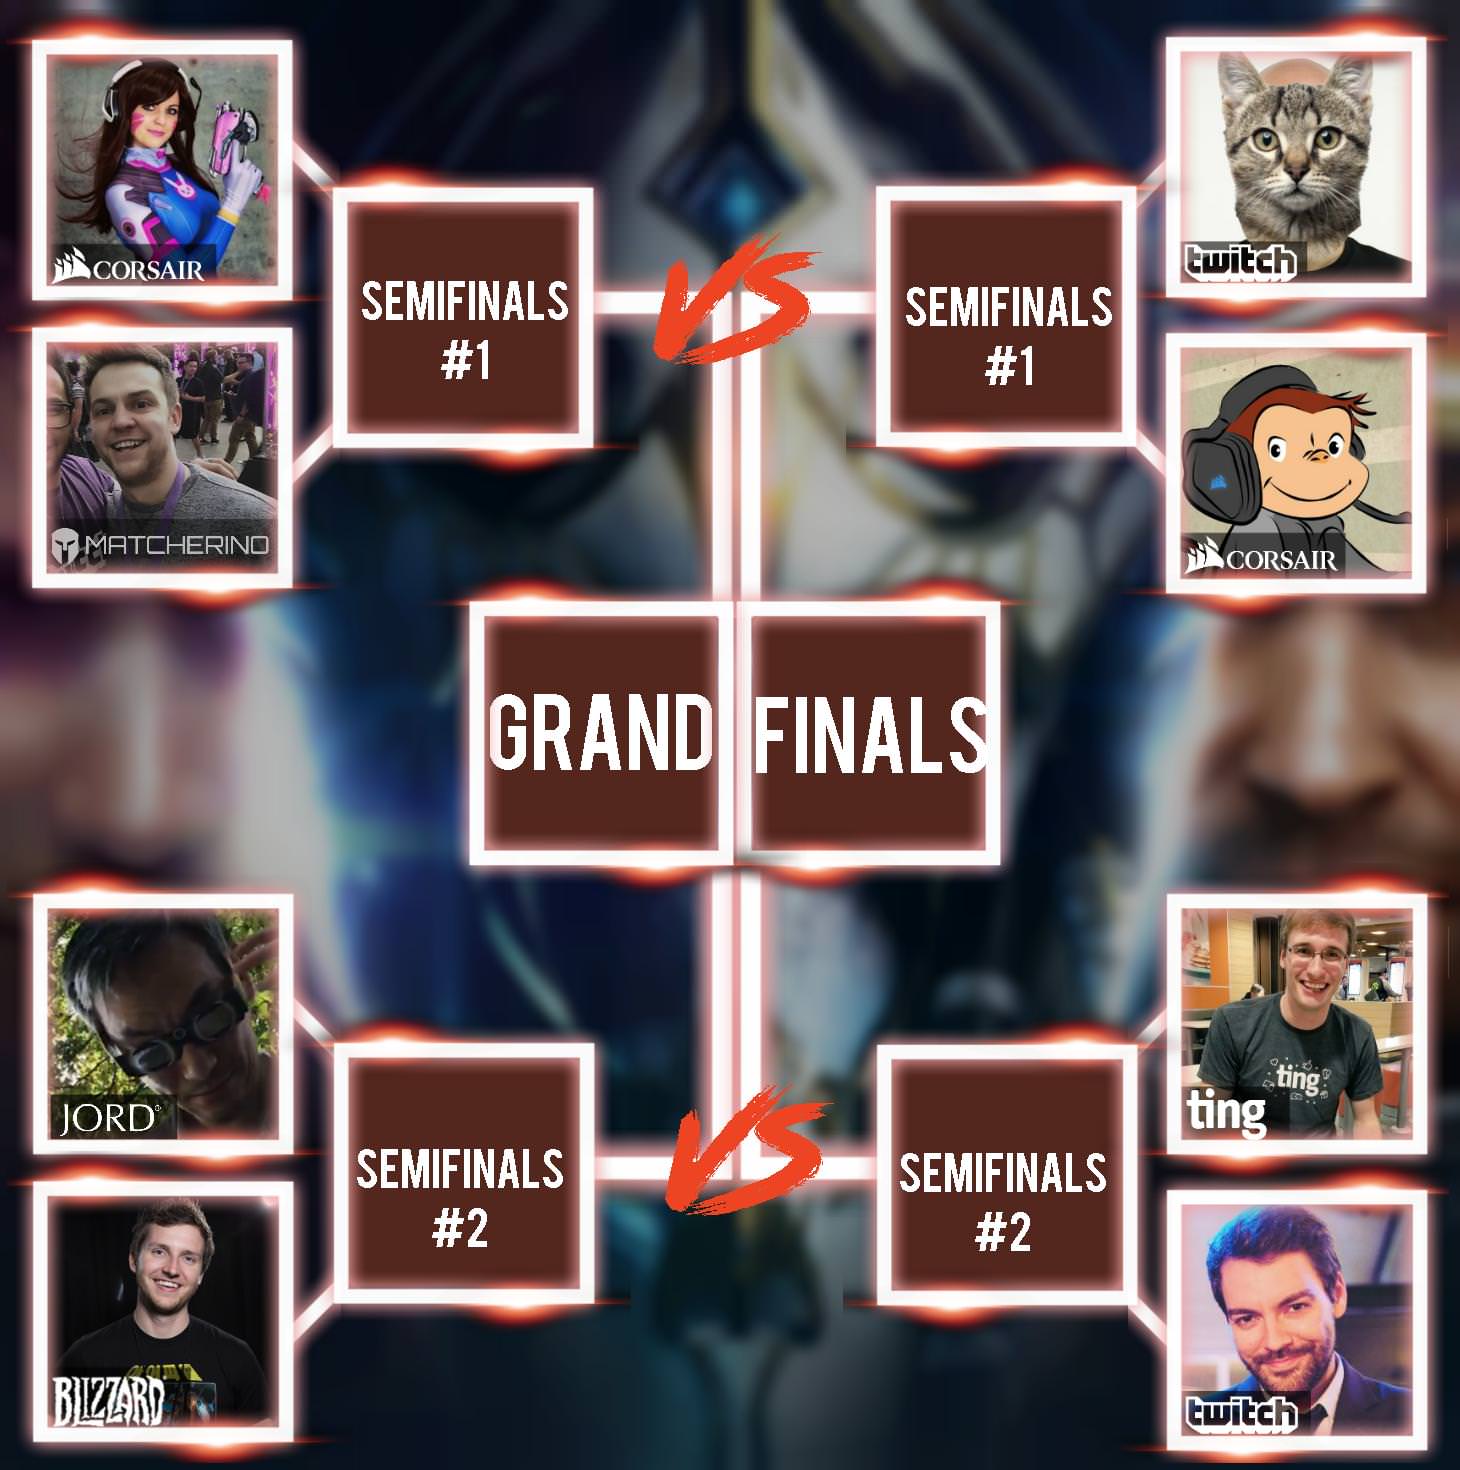 CORSAIR
twitch
SEMIFINALS
#1
VS
SEMIFINALS
#1
MATCHERINO
CORSAIR
GRAND FINALS
JORD®
ting
ting
SEMIFINALS
#2
VS
SEMIFINALS
#2
BLIZZARD
twitch